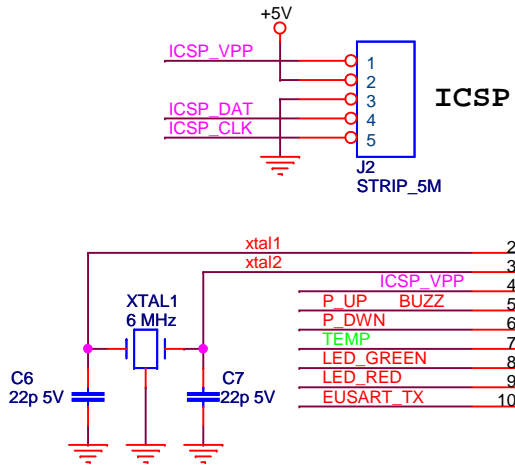 +5V
ICSP_VPP
1
2
3
ICSP_DAT
4
ICSP_CLK
5
ICSP
J2
STRIP_5M
xtal1
2
xtal2
3
ICSP_VPP
4
P_UP BUZZ
5
P_DWN
6
TEMP
7
LED_GREEN
8
LED_RED
9
EUSART_TX
10
XTAL1
6 MHz
C6
22p 5V
C7
22p 5V